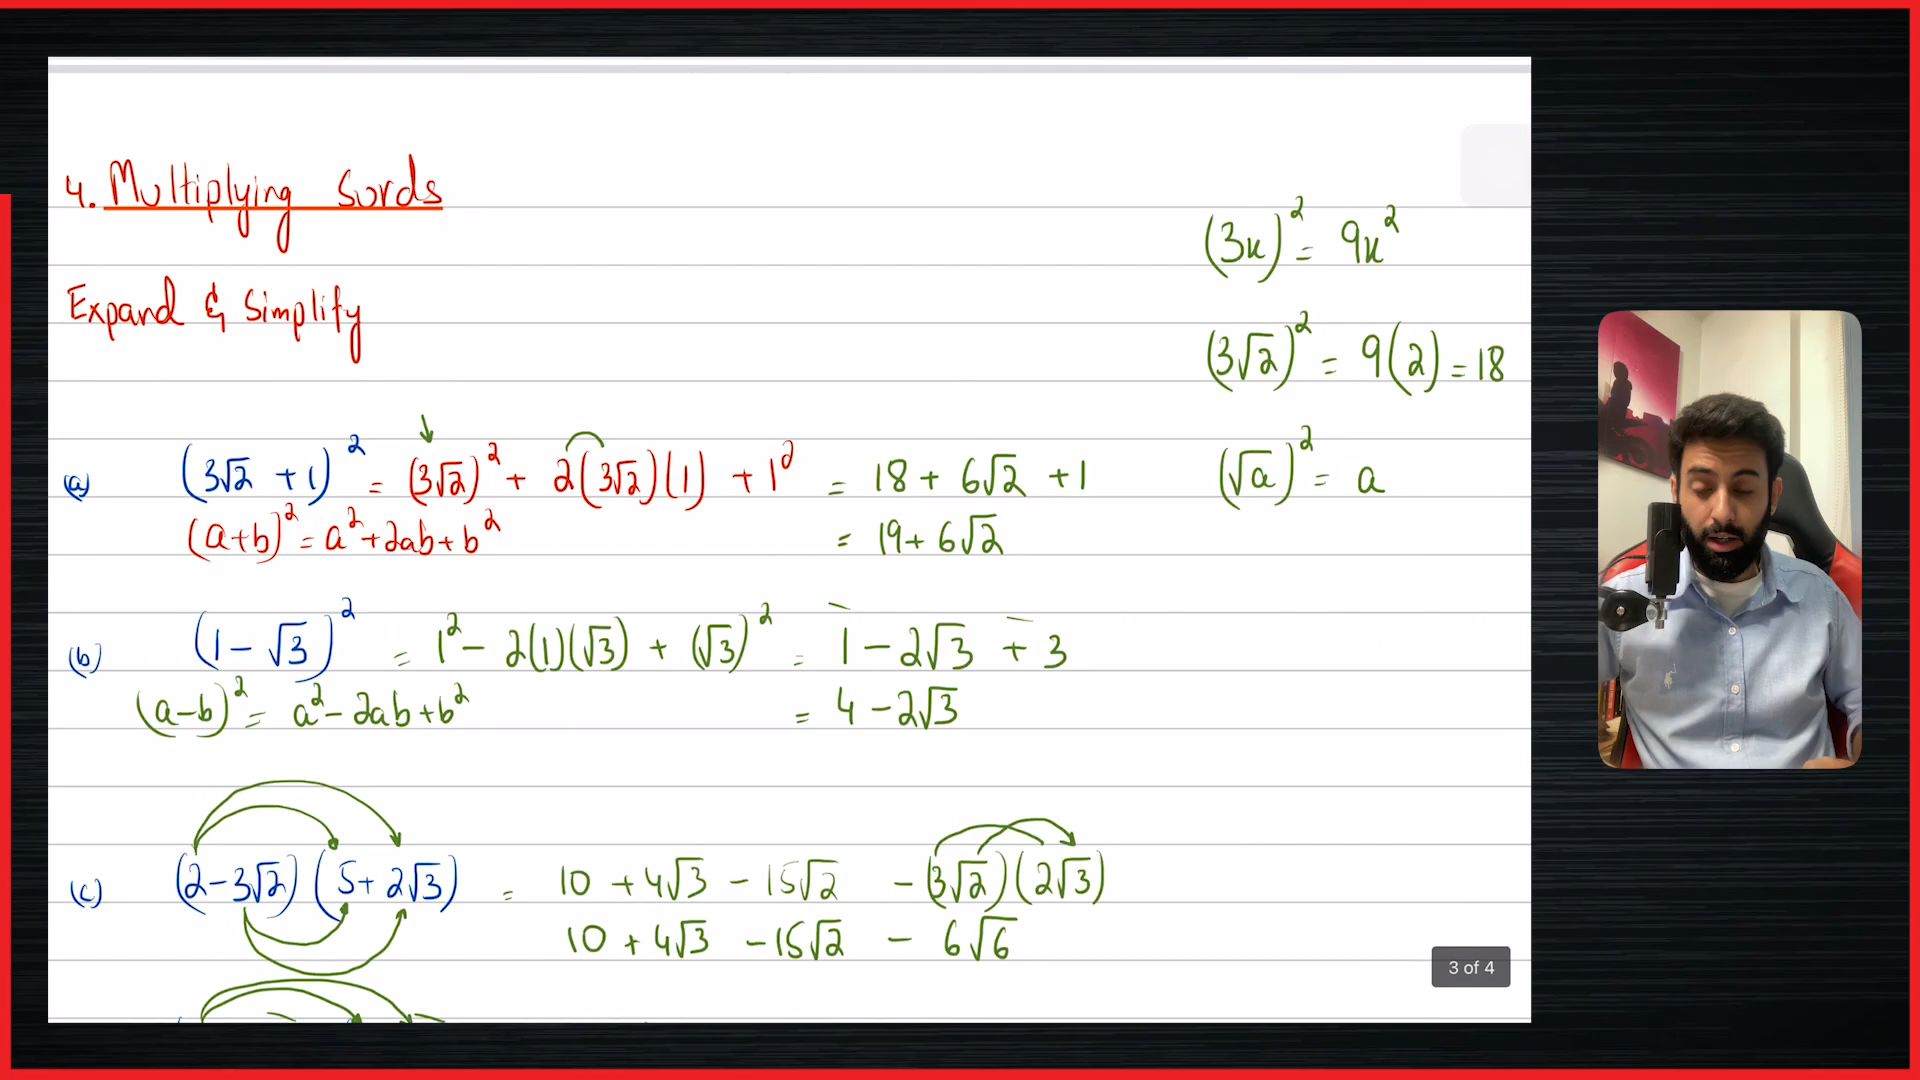 4. Multiplying Surds
Expand & Simplify
(3x)² = 9x²
(3√2)² = 9(2) = 18
(√a)² = a
(a) (3√2 + 1)² = (3√2)² + 2(3√2)(1) + 1² = 18 + 6√2 + 1
(a+b)² = a² + 2ab + b² = 19 + 6√2
(b) (1 - √3)² = 1² - 2(1)(√3) + (√3)² = 1 - 2√3 + 3
(a-b)² = a² - 2ab + b² = 4 - 2√3
(c) (2 - 3√2)(5 + 2√3) = 10 + 4√3 - 15√2 - (3√2)(2√3)
10 + 4√3 - 15√2 - 6√6
3 of 4